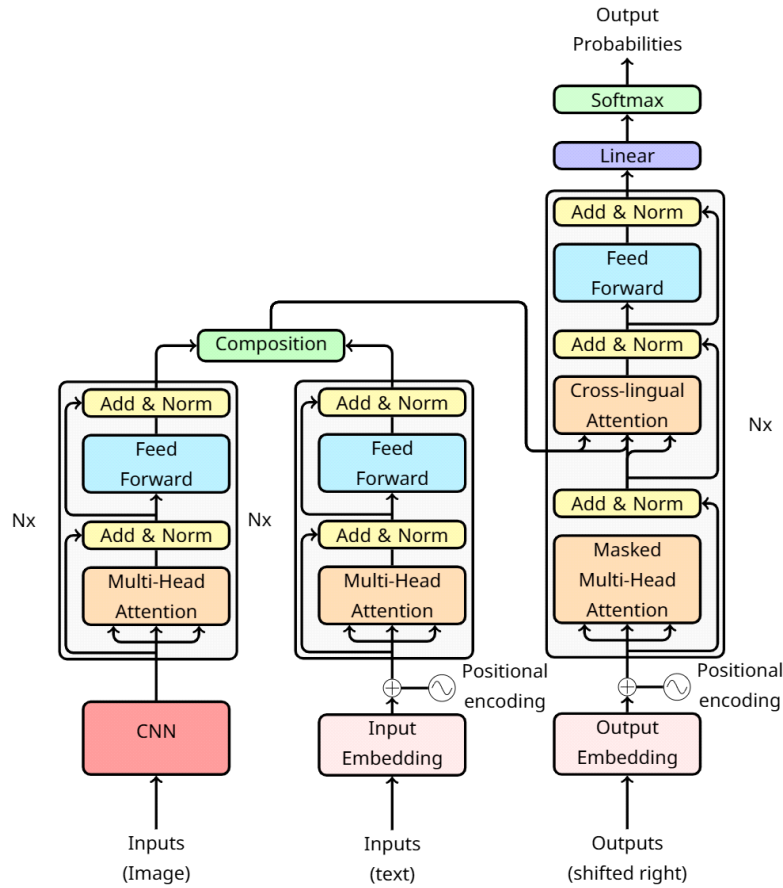 Output
Probabilities
Softmax
Linear
Add & Norm
Feed
Forward
Add & Norm
Cross-lingual
Attention
Nx
Add & Norm
Masked
Multi-Head
Attention
Positional
encoding
Output
Embedding
Outputs
(shifted right)
Composition
Add & Norm
Feed
Forward
Nx
Add & Norm
Multi-Head
Attention
CNN
Inputs
(Image)
Add & Norm
Feed
Forward
Nx
Add & Norm
Multi-Head
Attention
Positional
encoding
Input
Embedding
Inputs
(text)